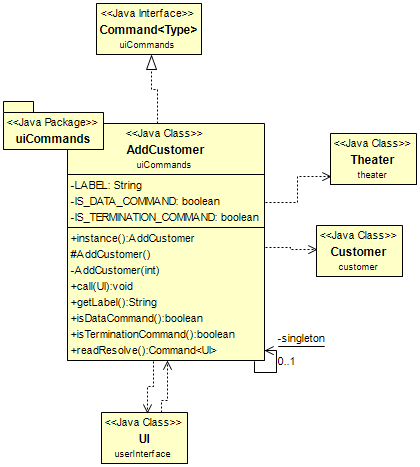 <<Java Interface>>
Command<Type>
uiCommands
<<Java Package>>
uiCommands
<<Java Class>>
AddCustomer
uiCommands
-LABEL: String
-IS_DATA_COMMAND: boolean
-IS_TERMINATION_COMMAND: boolean
+instance():AddCustomer
#AddCustomer()
-AddCustomer(int)
+call(UI):void
+getLabel():String
+isDataCommand():boolean
+isTerminationCommand():boolean
+readResolve():Command<UI>
<<Java Class>>
Theater
theater
<<Java Class>>
Customer
customer
-singleton
0..1
<<Java Class>>
UI
userInterface